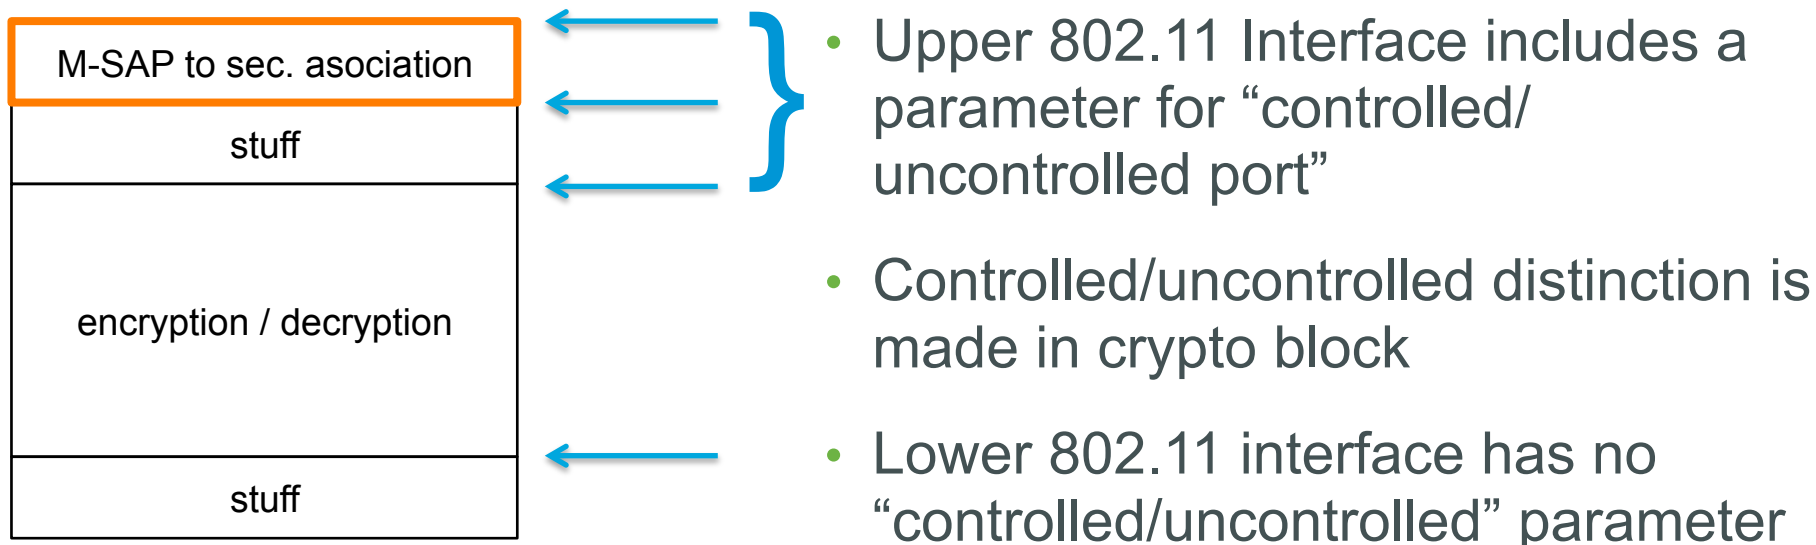 M-SAP to sec. asociation
stuff
encryption / decryption
stuff
• Upper 802.11 Interface includes a
parameter for “controlled/
uncontrolled port”
• Controlled/uncontrolled distinction is
made in crypto block
• Lower 802.11 interface has no
“controlled/uncontrolled” parameter